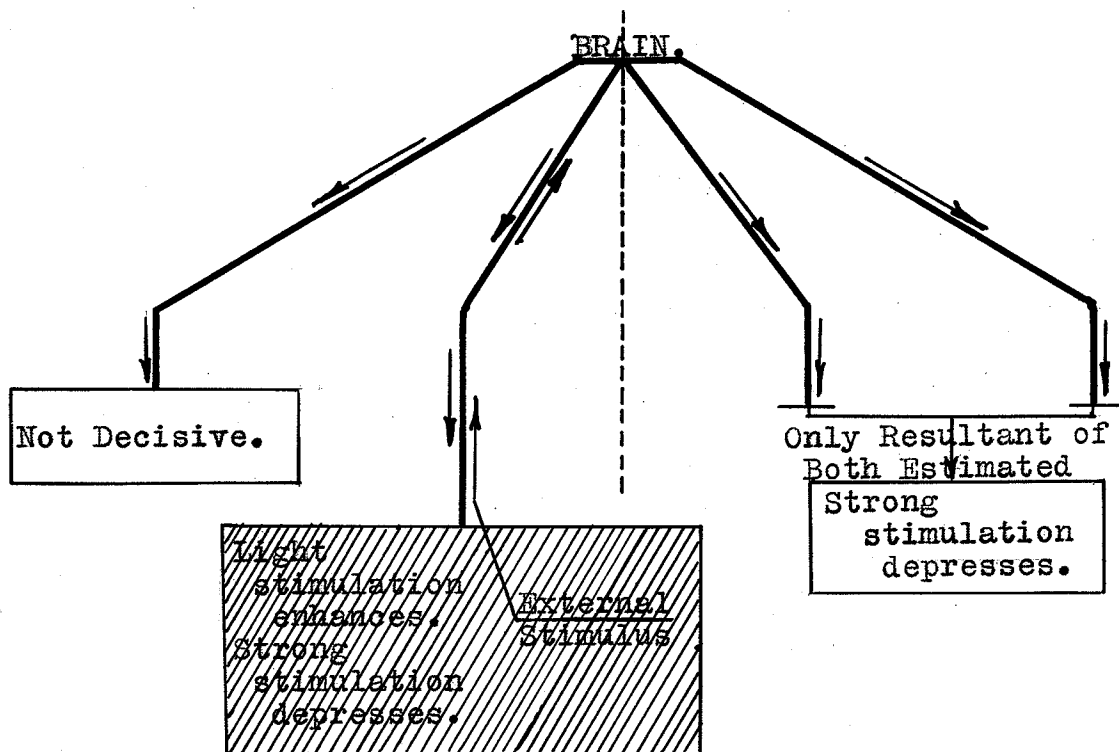 BRAIN.
Not Decisive.
Only Resultant of
Both Estimated
Strong
stimulation
depresses.
Light
stimulation
enhances.
Strong
stimulation
depresses.
External
Stimulus